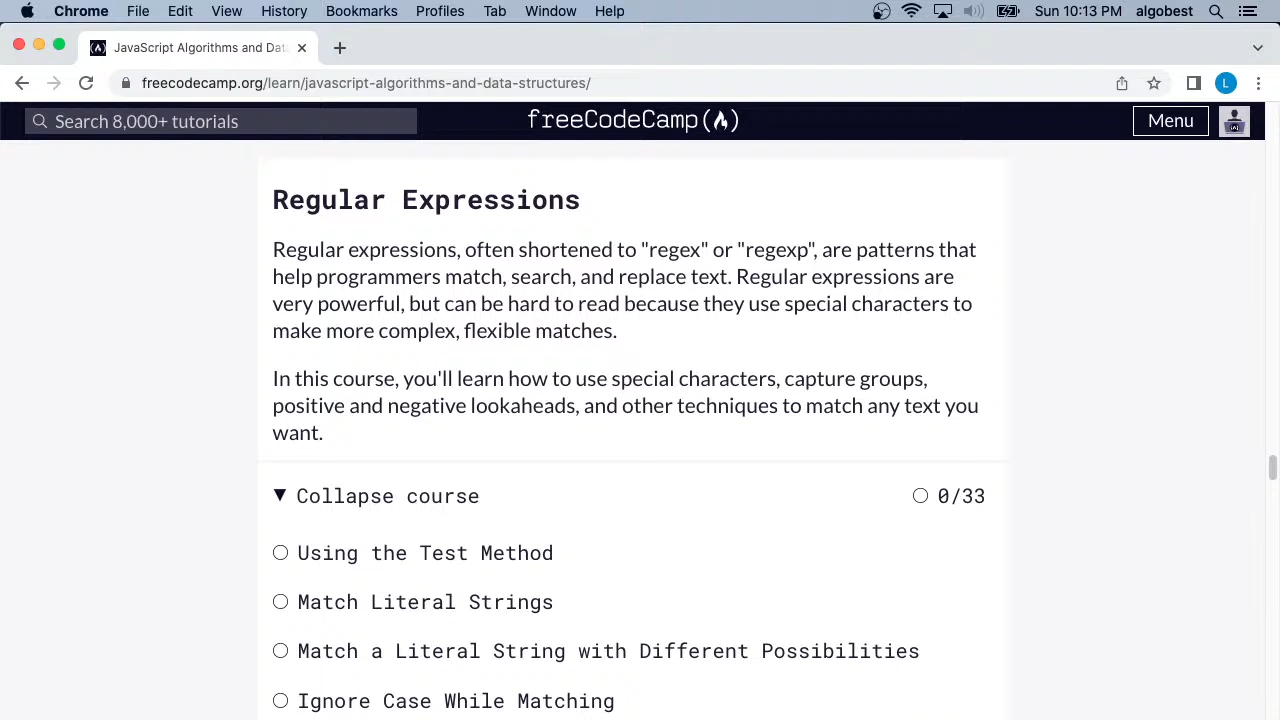 Chrome File Edit View History Bookmarks Profiles Tab Window Help Sun 10:13 PM algobest
JavaScript Algorithms and Data
freecodecamp.org/learn/javascript-algorithms-and-data-structures/ L
Search 8,000+ tutorials freeCodeCamp Menu
Regular Expressions
Regular expressions, often shortened to "regex" or "regexp", are patterns that
help programmers match, search, and replace text. Regular expressions are
very powerful, but can be hard to read because they use special characters to
make more complex, flexible matches.
In this course, you'll learn how to use special characters, capture groups,
positive and negative lookaheads, and other techniques to match any text you
want.
Collapse course 0/33
Using the Test Method
Match Literal Strings
Match a Literal String with Different Possibilities
Ignore Case While Matching